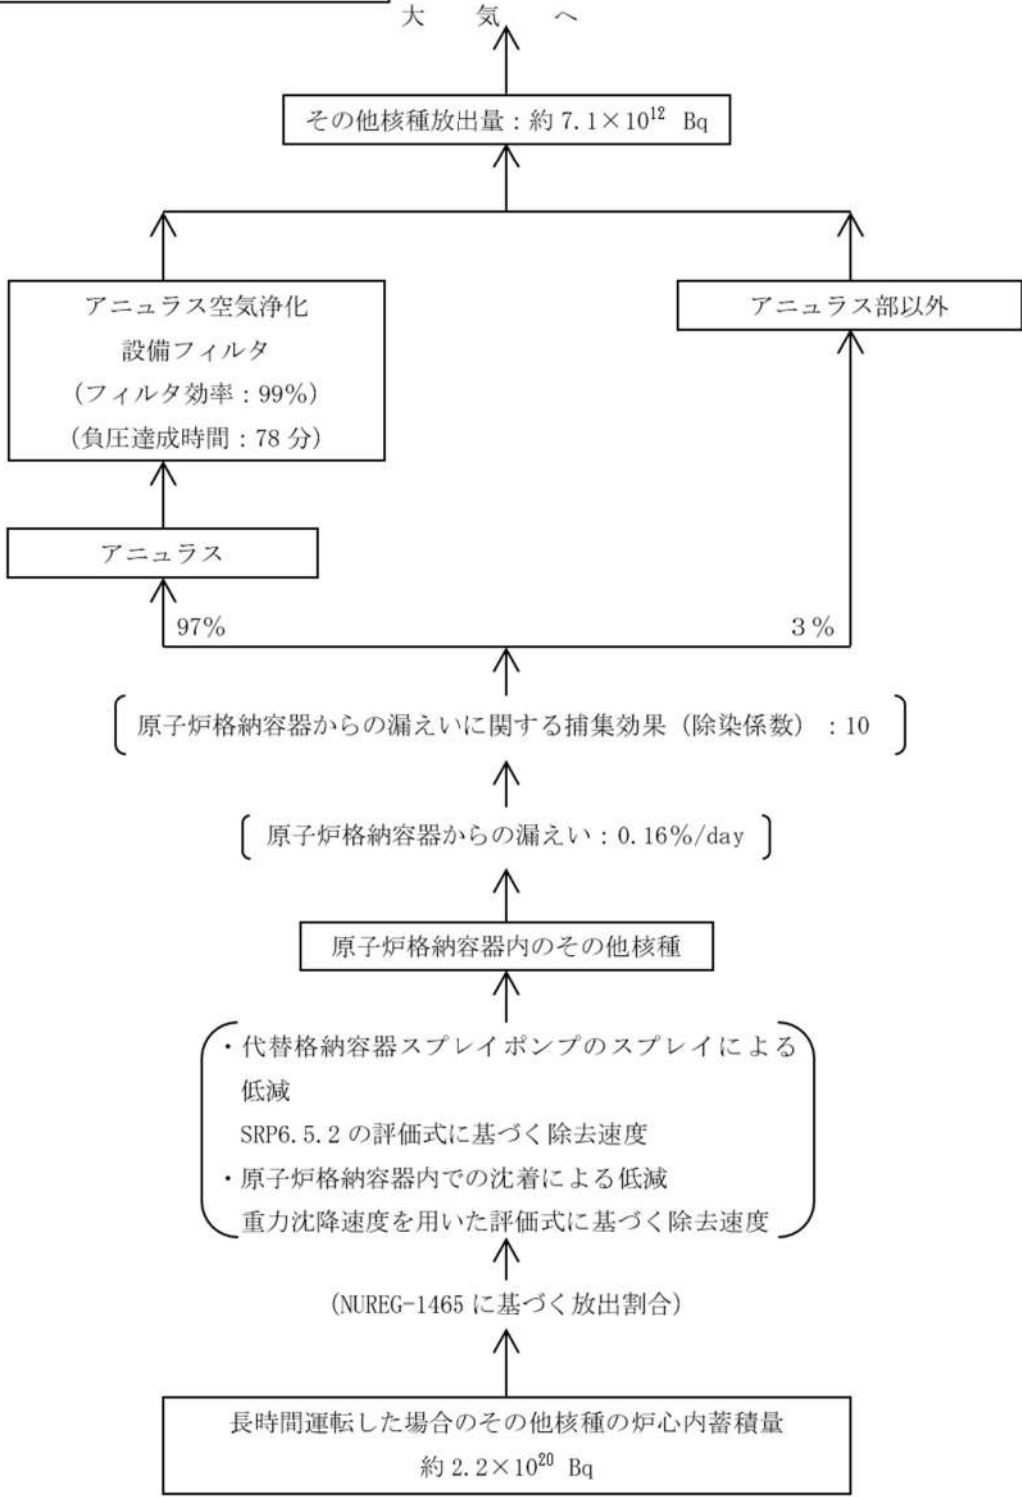 大　気　へ
その他核種放出量：約 7.1×10¹² Bq
アニュラス空気浄化
設備フィルタ
(フィルタ効率：99%)
(負圧達成時間：78 分)
アニュラス部以外
アニュラス
97%
3%
原子炉格納容器からの漏えいに関する捕集効果（除染係数）：10
原子炉格納容器からの漏えい：0.16%/day
原子炉格納容器内のその他核種
・代替格納容器スプレイポンプのスプレイによる
低減
SRP6.5.2 の評価式に基づく除去速度
・原子炉格納容器内での沈着による低減
重力沈降速度を用いた評価式に基づく除去速度
(NUREG-1465 に基づく放出割合)
長時間運転した場合のその他核種の炉心内蓄積量
約 2.2×10²⁰ Bq